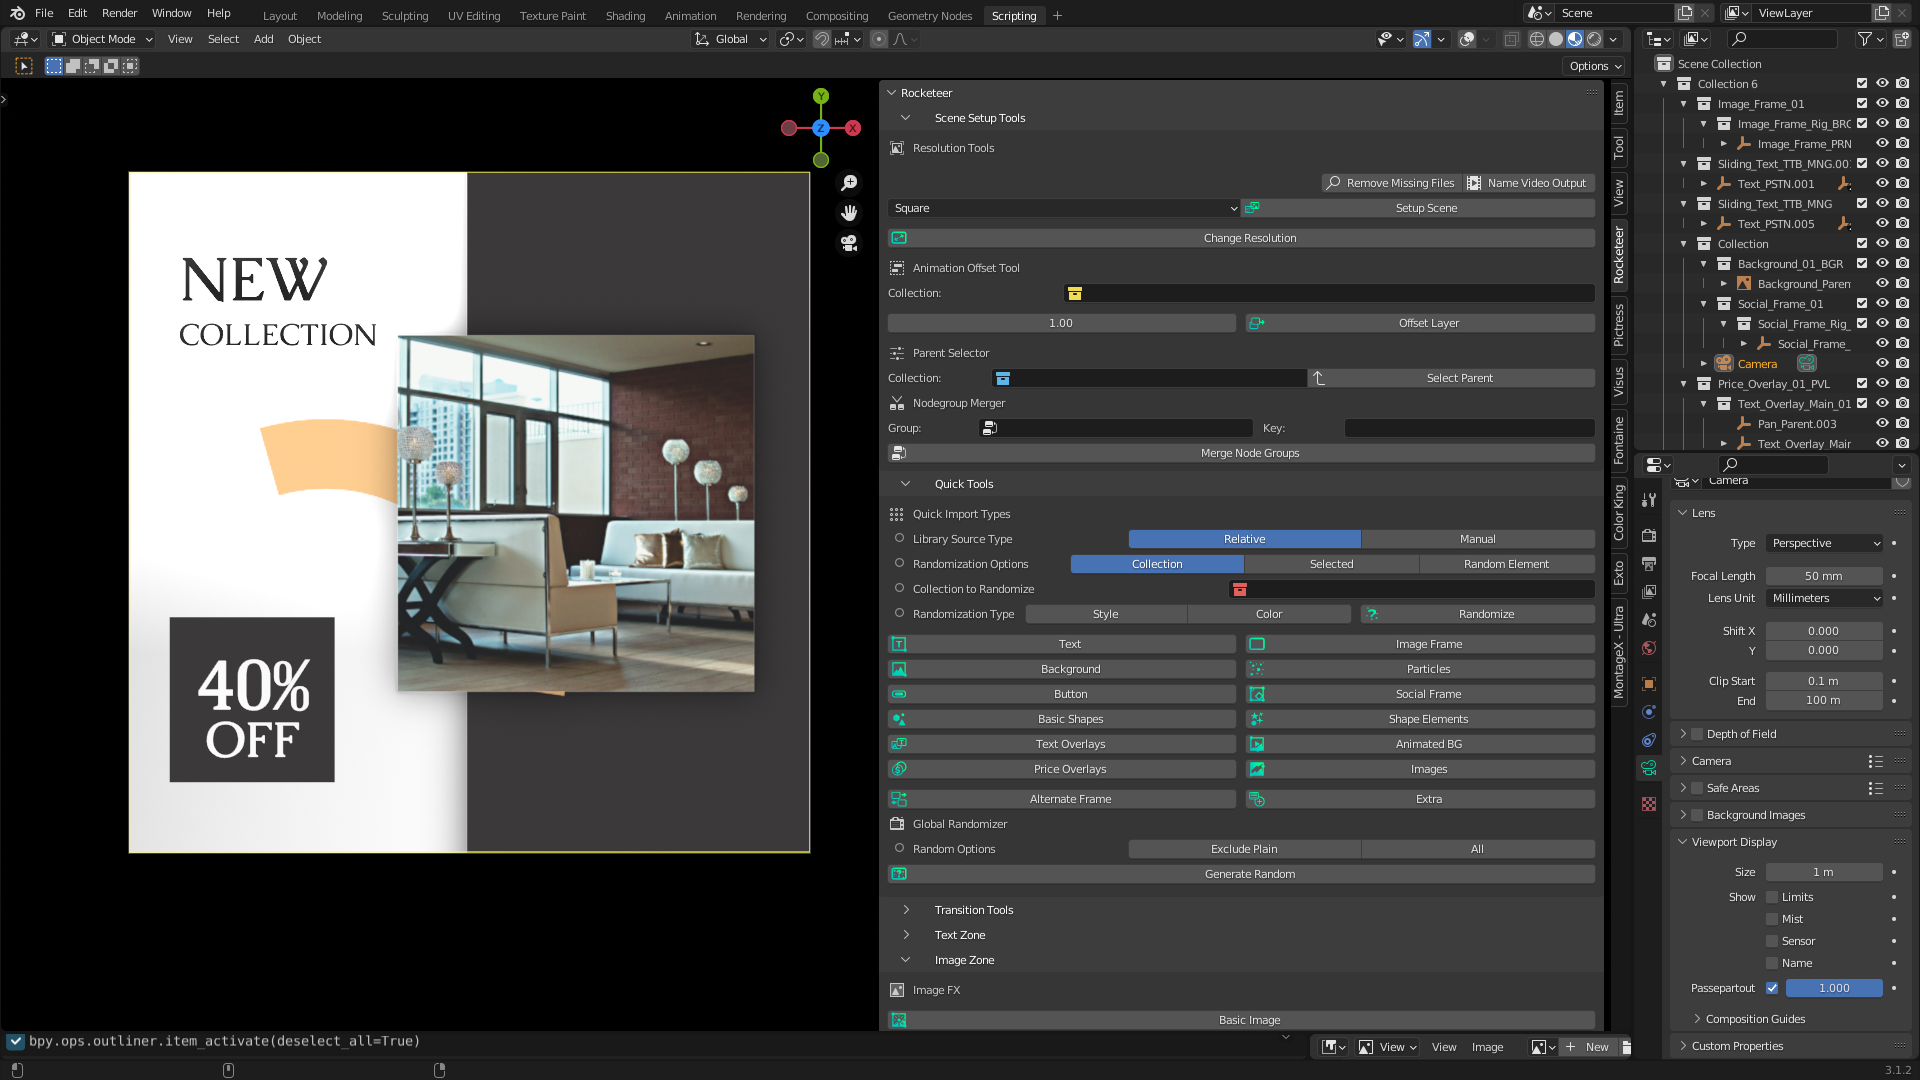 File Edit Render Window Help Layout Modeling Sculpting UV Editing Texture Paint Shading Animation Rendering Compositing Geometry Nodes Scripting Scene ViewLayer
Object Mode View Select Add Object Global
Options
Rocketeer
Scene Setup Tools
Resolution Tools
Remove Missing Files Name Video Output
Square Setup Scene
Change Resolution
Animation Offset Tool
Collection:
1.00 Offset Layer
Parent Selector
Collection: Select Parent
Nodegroup Merger
Group: Key:
Merge Node Groups
Quick Tools
Quick Import Types
Library Source Type Relative Manual
Randomization Options Collection Selected Random Element
Collection to Randomize
Randomization Type Style Color Randomize
Text Image Frame
Background Particles
Button Social Frame
Basic Shapes Shape Elements
Text Overlays Animated BG
Price Overlays Images
Alternate Frame Extra
Global Randomizer
Random Options Exclude Plain All
Generate Random
Transition Tools
Text Zone
Image Zone
Image FX
Basic Image
Y
Z X
NEW
COLLECTION
40%
OFF
Item
Tool
View
Rocketeer
Pictress
Visus
Fontaine
Color King
Exto
MontageX - Ultra
Scene Collection
Collection 6
Image_Frame_01
Image_Frame_Rig_BRC
Image_Frame_PRN
Sliding_Text_TTB_MNG.00
Text_PSTN.001
Sliding_Text_TTB_MNG
Text_PSTN.005
Collection
Background_01_BGR
Background_Paren
Social_Frame_01
Social_Frame_Rig_
Social_Frame_
Camera
Price_Overlay_01_PVL
Text_Overlay_Main_01
Pan_Parent.003
Text_Overlay_Mair
Camera
Lens
Type Perspective
Focal Length 50 mm
Lens Unit Millimeters
Shift X 0.000
Y 0.000
Clip Start 0.1 m
End 100 m
Depth of Field
Camera
Safe Areas
Background Images
Viewport Display
Size 1 m
Show Limits
Mist
Sensor
Name
Passepartout 1.000
Composition Guides
Custom Properties
bpy.ops.outliner.item_activate(deselect_all=True)
View View Image New
3.1.2